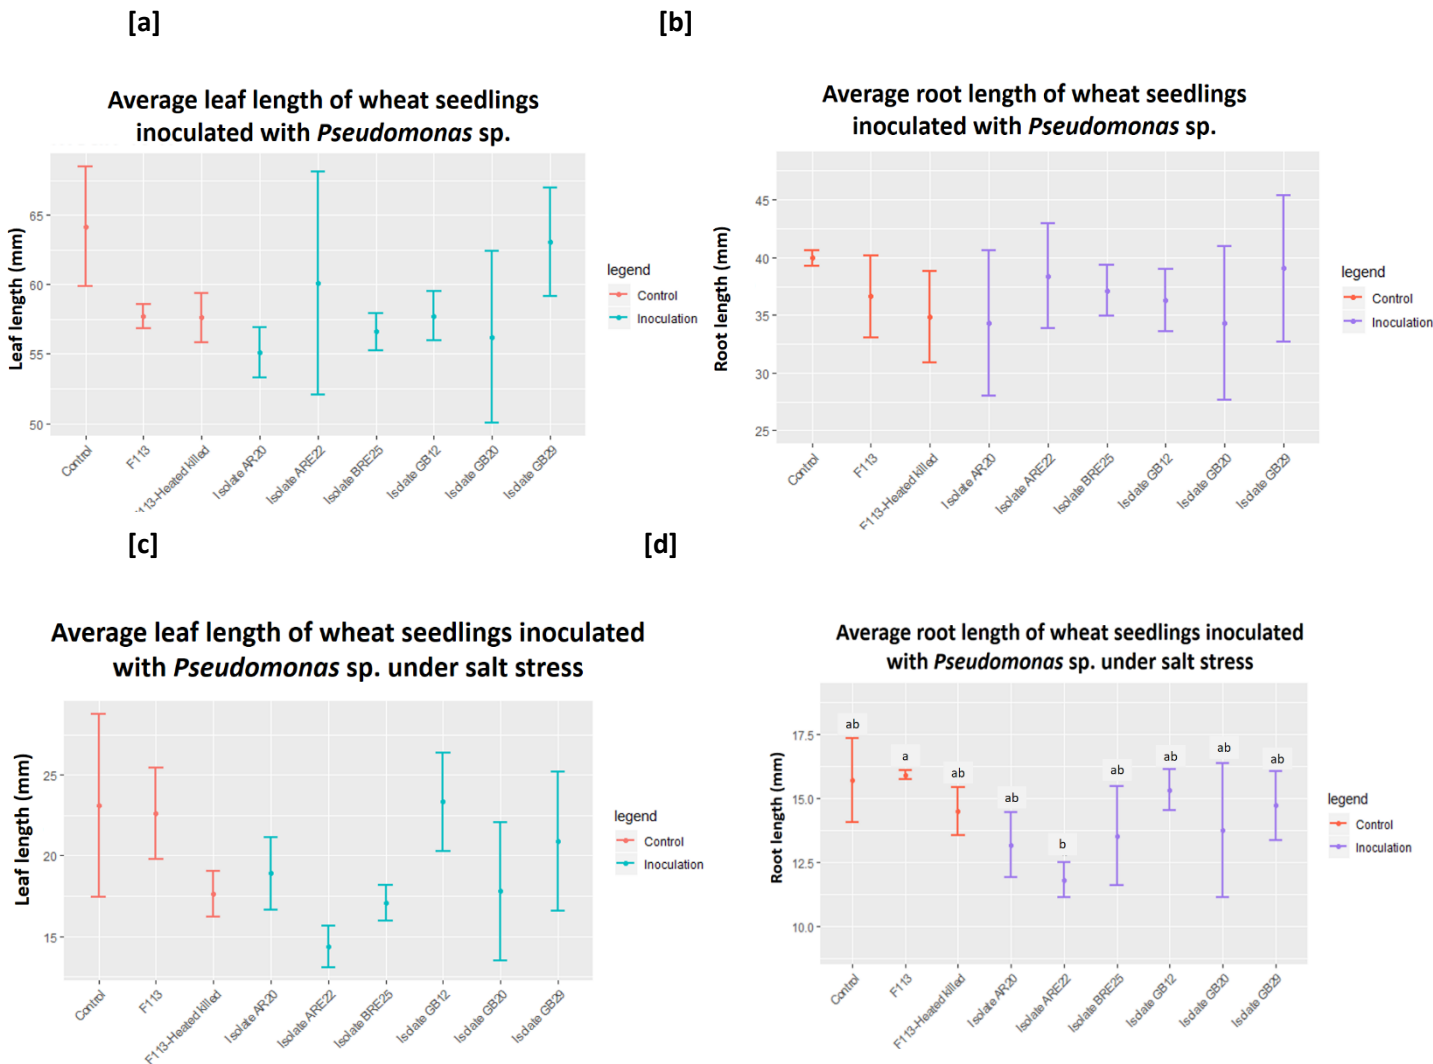 [a]
Average leaf length of wheat seedlings
inoculated with Pseudomonas sp.
Leaf length (mm)
65
60
55
50
Control
F113
113-Heated Killed
Isolate AR20
Isolate ARE22
Isolate BRE25
Isolate GB12
Isolate GB20
Isolate GB29
legend
Control
Inoculation
[b]
Average root length of wheat seedlings
inoculated with Pseudomonas sp.
Root length (mm)
45
40
35
30
25
Control
F113
F113-Heated Killed
Isolate AR20
Isolate ARE22
Isolate BRE25
Isolate GB12
Isolate GB20
Isolate GB29
legend
Control
Inoculation
[c]
Average leaf length of wheat seedlings inoculated
with Pseudomonas sp. under salt stress
Leaf length (mm)
25
20
15
Control
F113
F113-Heated Killed
Isolate AR20
Isolate ARE22
Isolate BRE25
Isolate GB12
Isolate GB20
Isolate GB29
legend
Control
Inoculation
[d]
Average root length of wheat seedlings inoculated
with Pseudomonas sp. under salt stress
Root length (mm)
17.5
15.0
12.5
10.0
ab
a
ab
ab
b
ab
ab
ab
ab
Control
F113
F113-Heated Killed
Isolate AR20
Isolate ARE22
Isolate BRE25
Isolate GB12
Isolate GB20
Isolate GB29
legend
Control
Inoculation